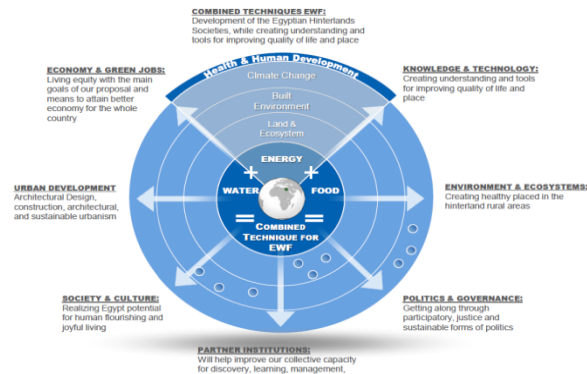 COMBINED TECHNIQUES EWF:
Development of the Egyptian Hinterlands
Societies, while creating understanding and
tools for improving quality of life and place
ECONOMY & GREEN JOBS:
Living equity with the main
goals of our proposal and
means to attain better
economy for the whole
country
Health & Human Development
Climate Change
Built
Environment
Land &
Ecosystem
KNOWLEDGE & TECHNOLOGY:
Creating understanding and tools
for improving quality of life and
place
ENERGY
+ +
WATER FOOD
= =
COMBINED
TECHNIQUE FOR
EWF
URBAN DEVELOPMENT
Architectural Design,
construction, architectural,
and sustainable urbanism
ENVIRONMENT & ECOSYSTEMS:
Creating healthy placed in the
hinterland rural areas
SOCIETY & CULTURE:
Realizing Egypt potential
for human flourishing and
joyful living
POLITICS & GOVERNANCE:
Getting along through
participatory, justice and
sustainable forms of politics
PARTNER INSTITUTIONS:
Will help improve our collective capacity
for discovery, learning, management,